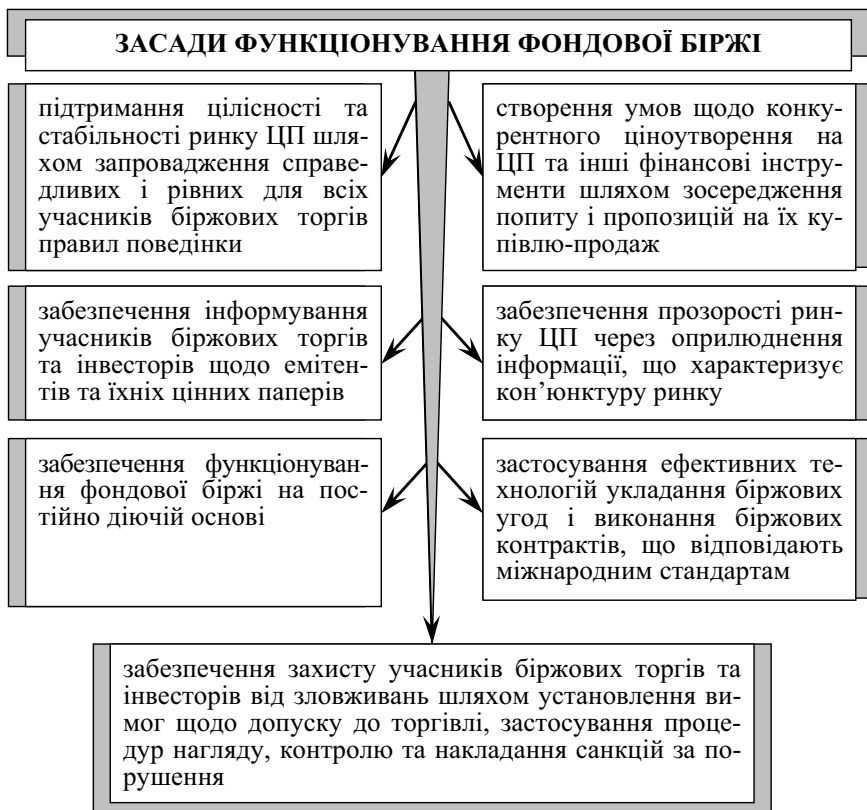 ЗАСАДИ ФУНКЦІОНУВАННЯ ФОНДОВОЇ БІРЖІ
підтримання цілісності та
стабільності ринку ЦП шля-
хом запровадження справе-
дливих і рівних для всіх
учасників біржових торгів
правил поведінки
створення умов щодо конку-
рентного ціноутворення на
ЦП та інші фінансові інстру-
менти шляхом зосередження
попиту і пропозицій на їх ку-
півлю-продаж
забезпечення інформування
учасників біржових торгів
та інвесторів щодо емітен-
тів та їхніх цінних паперів
забезпечення прозорості рин-
ку ЦП через оприлюднення
інформації, що характеризує
кон’юнктуру ринку
забезпечення функціонуван-
ня фондової біржі на пос-
тійно діючій основі
застосування ефективних те-
хнологій укладання біржових
угод і виконання біржових
контрактів, що відповідають
міжнародним стандартам
забезпечення захисту учасників біржових торгів та
інвесторів від зловживань шляхом установлення ви-
мог щодо допуску до торгівлі, застосування проце-
дур нагляду, контролю та накладання санкцій за по-
рушення